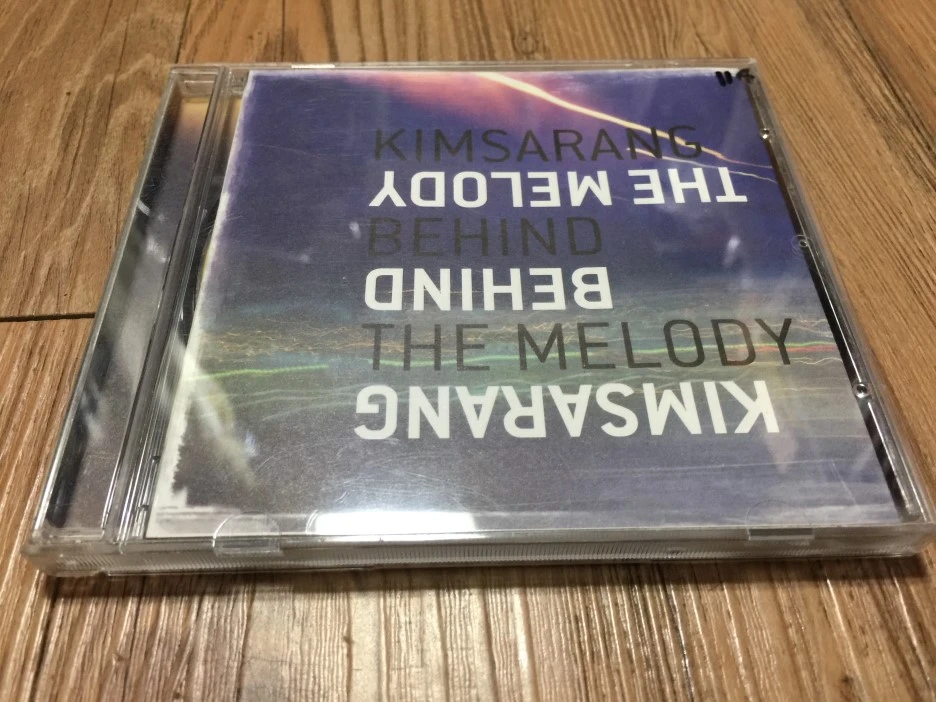 KIMSARANG
THE MELODY
BEHIND
BEHIND
THE MELODY
KIMSARANG